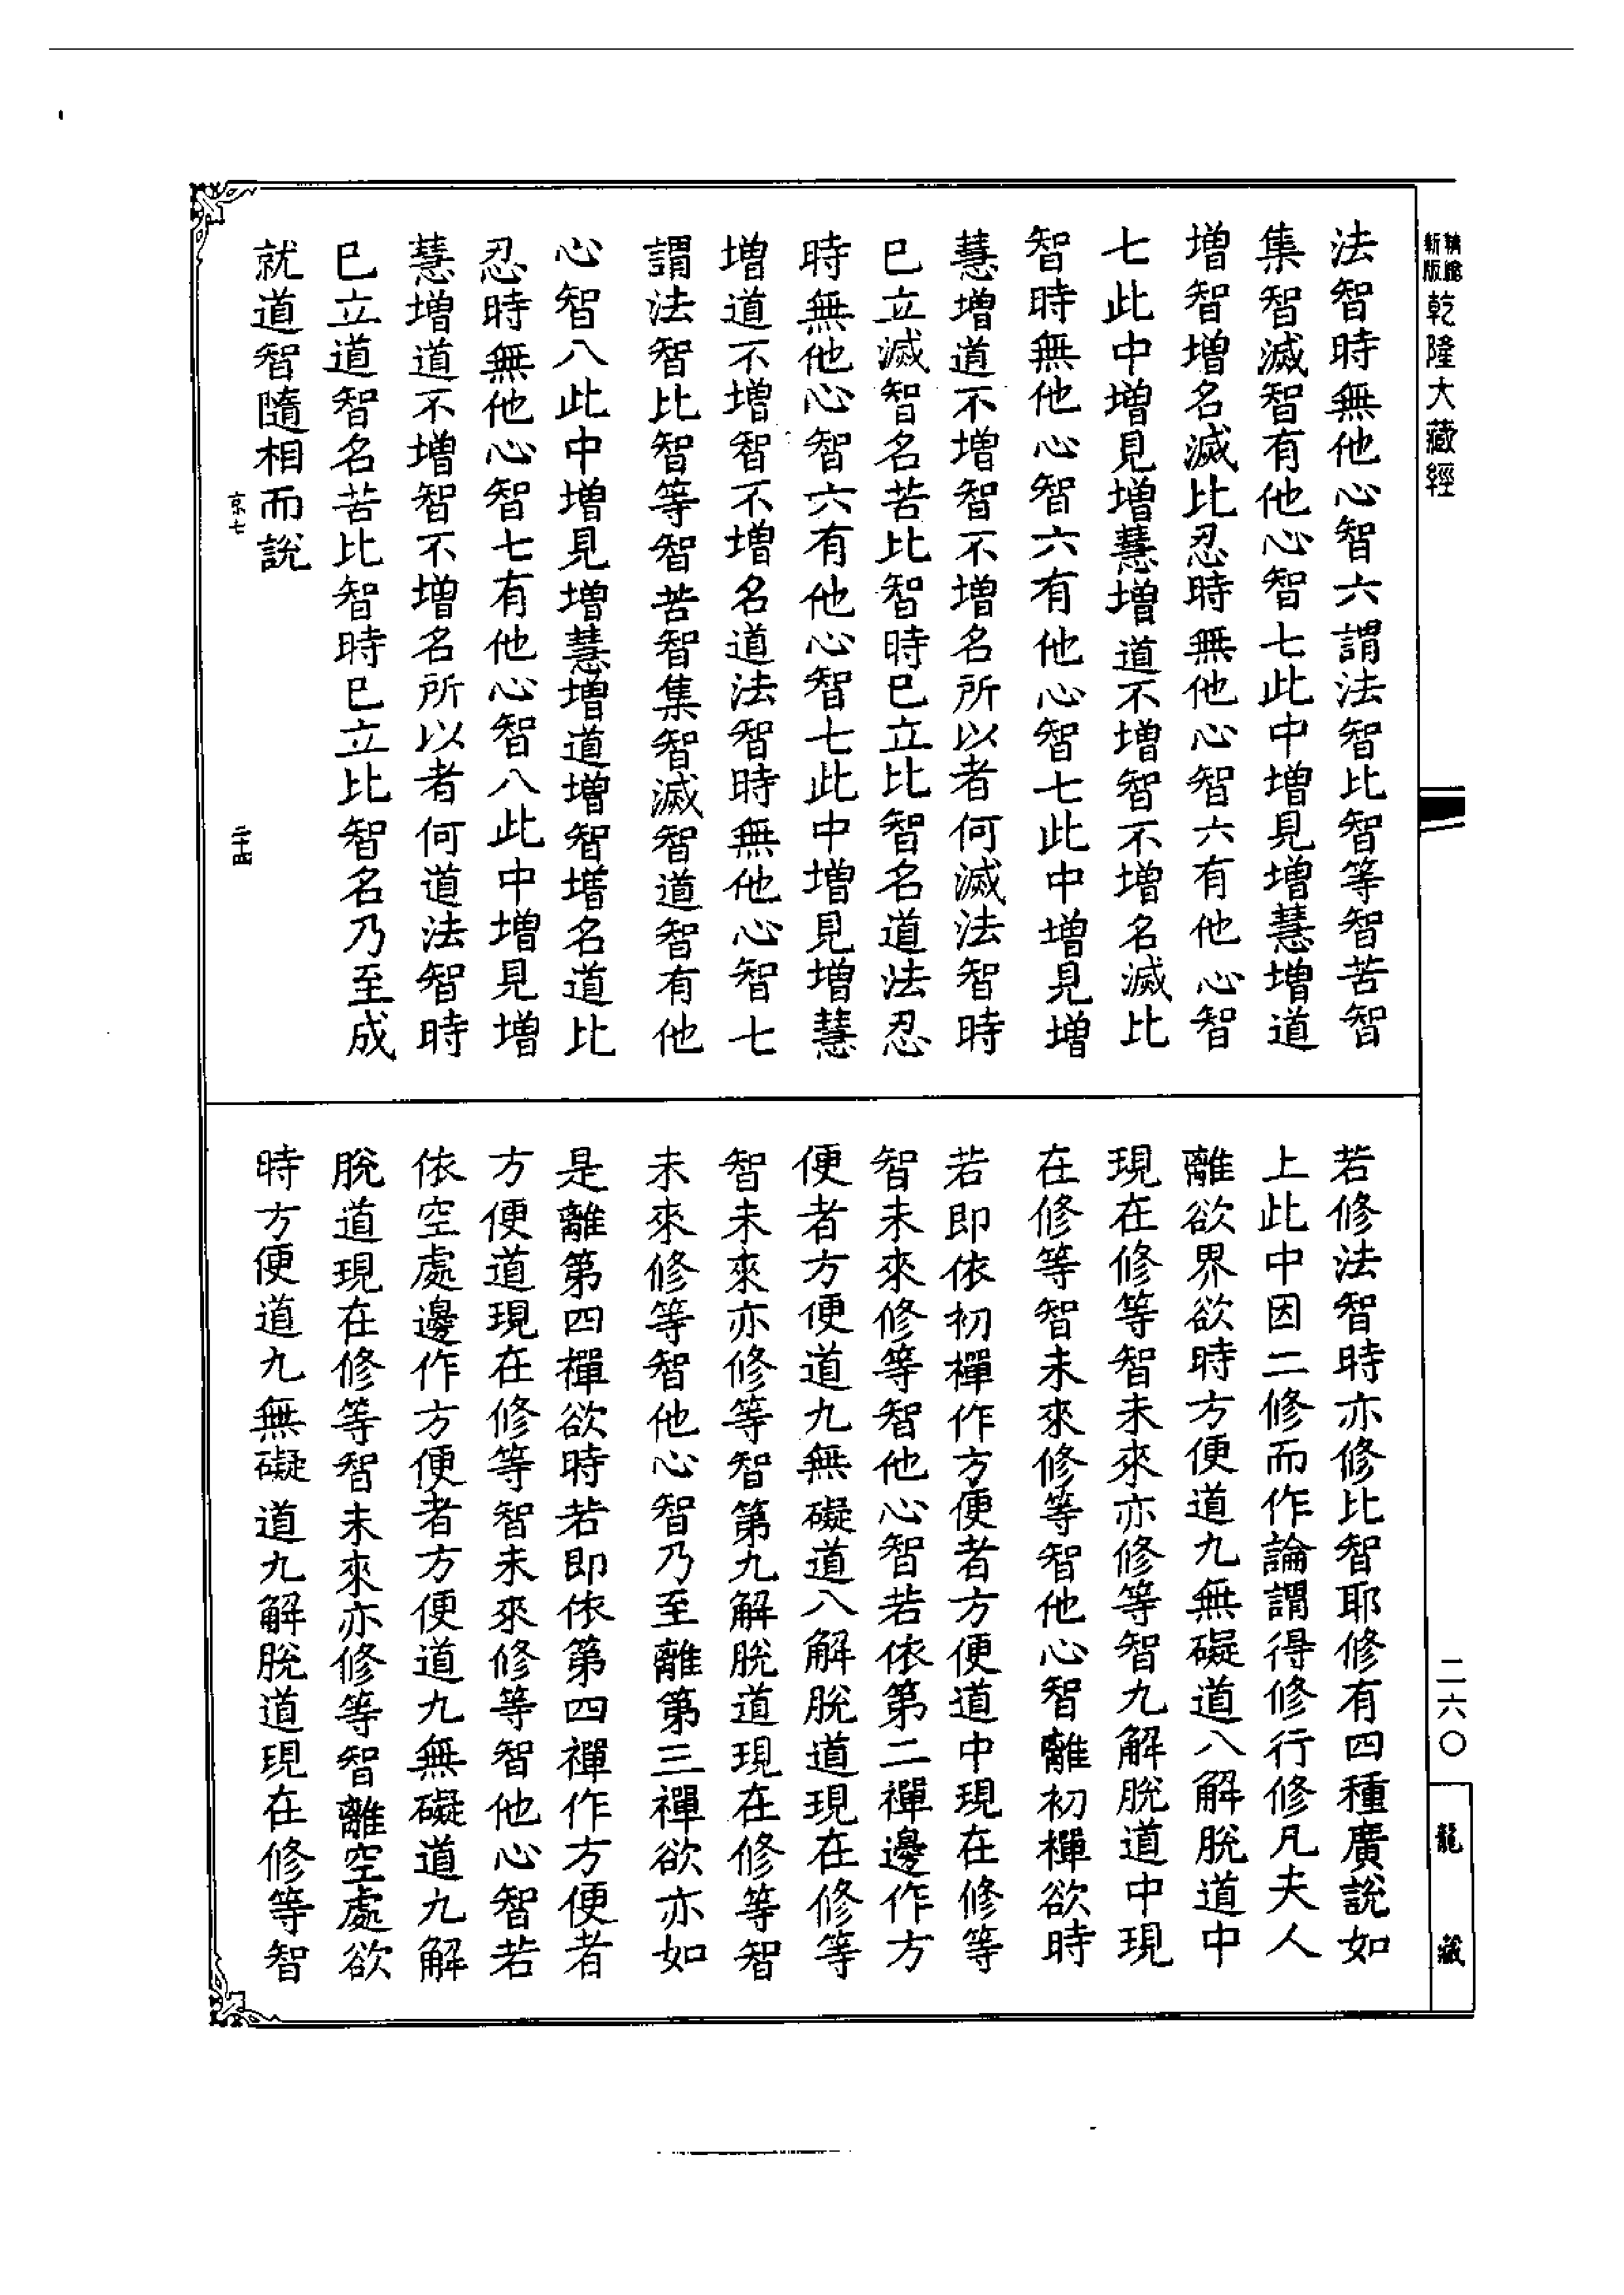 新版
精縮
乾隆大藏經
法智時無他心智六謂法智比智等智苦智
集智滅智有他心智七此中增見增慧增道
增智增名滅比忍時無他心智六有他心智
七此中增見增慧增道不增智不增名滅比
智時無他心智六有他心智七此中增見增
慧增道不增智不增名所以者何滅法智時
已立滅智名苦比智時已立比智名道法忍
時無他心智六有他心智七此中增見增慧
增道不增智不增名道法智時無他心智七
謂法智比智等智苦智集智滅智道智有他
心智八此中增見增慧增道增智增名道比
忍時無他心智七有他心智八此中增見增
慧增道不增智不增名所以者何道法智時
已立道智名苦比智時已立比智名乃至成
就道智隨相而說
京七
二十四
若修法智時亦修比智耶修有四種廣說如
上此中因二修而作論謂得修行修凡夫人
離欲界欲時方便道九無礙道八解脫道中
現在修等智未來亦修等智九解脫道中現
在修等智未來修等智他心智離初禪欲時
若即依初禪作方便者方便道中現在修等
智未來修等智他心智若依第二禪邊作方
便者方便道九無礙道八解脫道現在修等
智未來亦修等智第九解脫道現在修等智
未來修等智他心智乃至離第三禪欲亦如
是離第四禪欲時若即依第四禪作方便者
方便道現在修等智未來修等智他心智若
依空處邊作方便者方便道九無礙道九解
脫道現在修等智未來亦修等智離空處欲
時方便道九無礙道九解脫道現在修等智
二六〇
龍藏